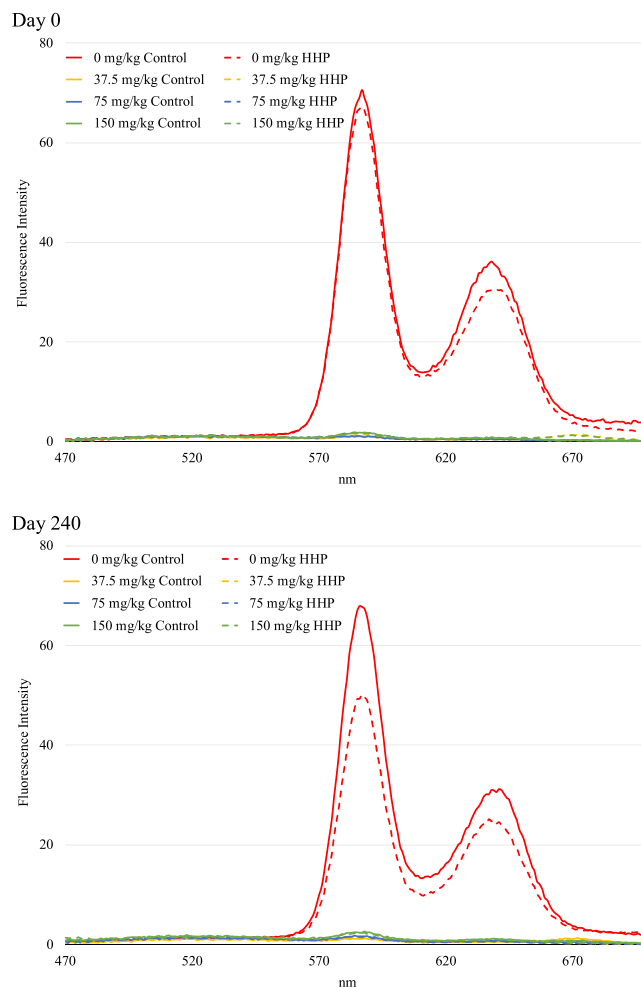 Day 0
80
0 mg/kg Control 0 mg/kg HHP
37.5 mg/kg Control 37.5 mg/kg HHP
75 mg/kg Control 75 mg/kg HHP
150 mg/kg Control 150 mg/kg HHP
60
Fluorescence Intensity
40
20
0
470 520 570 620 670
nm
Day 240
80
0 mg/kg Control 0 mg/kg HHP
37.5 mg/kg Control 37.5 mg/kg HHP
75 mg/kg Control 75 mg/kg HHP
150 mg/kg Control 150 mg/kg HHP
60
Fluorescence Intensity
40
20
0
470 520 570 620 670
nm